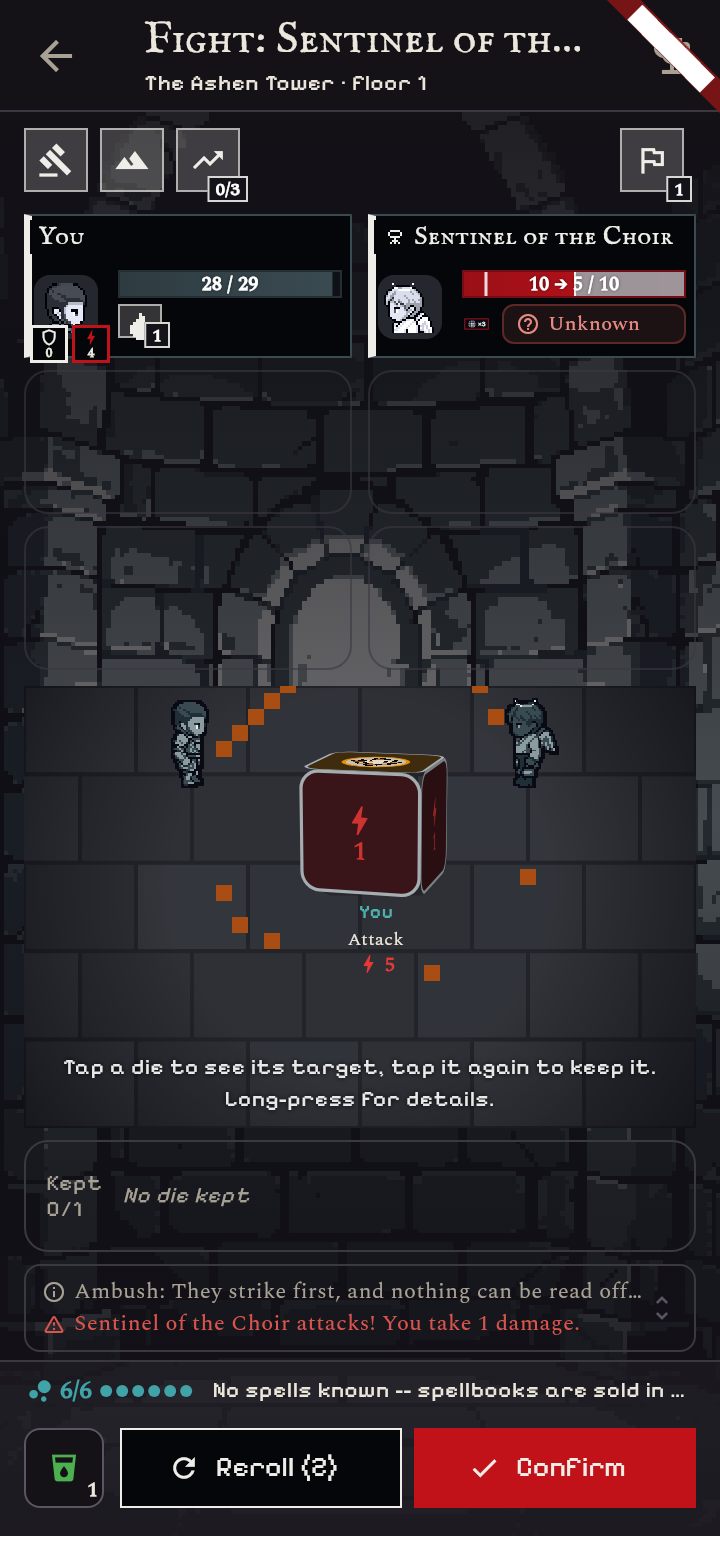 Fight: Sentinel of th...
The Ashen Tower · Floor 1
0/3
1
You
28 / 29
1
0
4
Sentinel of the Choir
10 → 5 / 10
×3
Unknown
1
1
You
Attack
5
Tap a die to see its target, tap it again to keep it.
Long-press for details.
Kept
0/1
No die kept
Ambush: They strike first, and nothing can be read off...
Sentinel of the Choir attacks! You take 1 damage.
6/6
No spells known -- spellbooks are sold in ...
1
Reroll (2)
Confirm